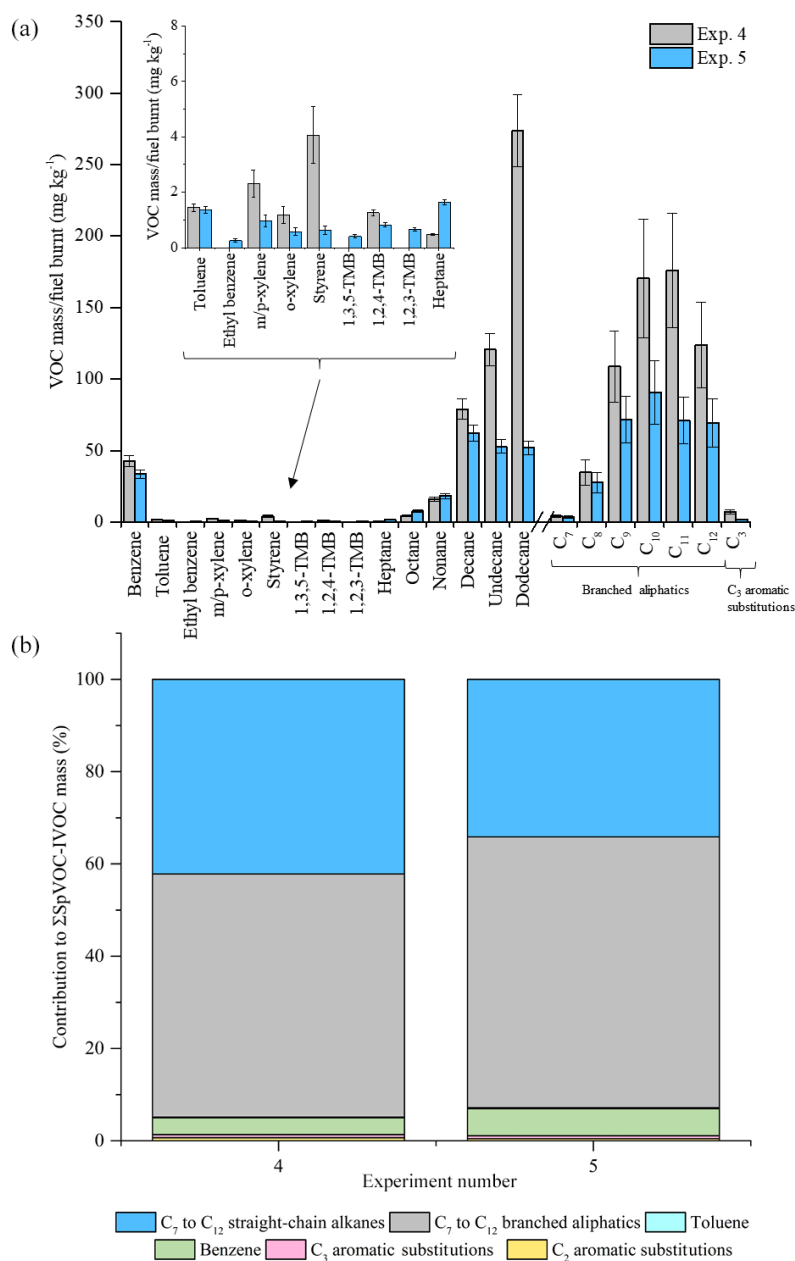 (a)
350
300
250
200
150
100
50
0
VOC mass/fuel burnt (mg kg-1)
Exp. 4
Exp. 5
8
6
4
2
0
VOC mass/fuel burnt (mg kg-1)
Toluene
Ethyl benzene
m/p-xylene
o-xylene
Styrene
1,3,5-TMB
1,2,4-TMB
1,2,3-TMB
Heptane
Benzene
Toluene
Ethyl benzene
m/p-xylene
o-xylene
Styrene
1,3,5-TMB
1,2,4-TMB
1,2,3-TMB
Heptane
Octane
Nonane
Decane
Undecane
Dodecane
C7
C8
C9
C10
C11
C12
C3
Branched aliphatics
C3 aromatic
substitutions
(b)
100
80
60
40
20
0
Contribution to ΣSpVOC-IVOC mass (%)
4
5
Experiment number
C7 to C12 straight-chain alkanes
C7 to C12 branched aliphatics
Toluene
Benzene
C3 aromatic substitutions
C2 aromatic substitutions